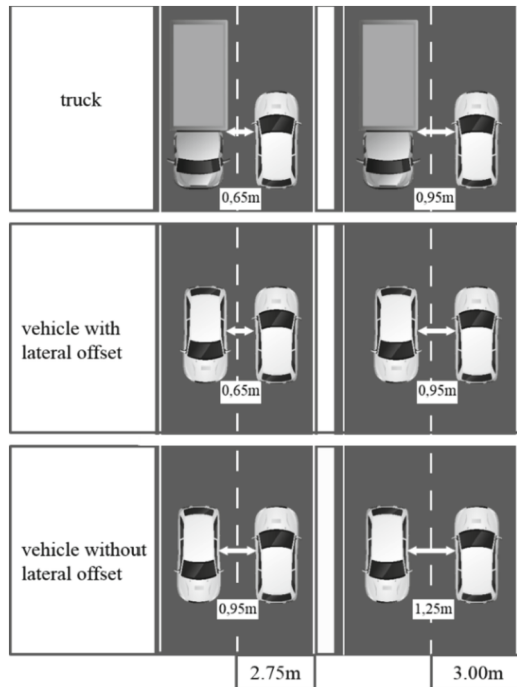 truck
0,65m
0,95m
vehicle with
lateral offset
0,65m
0,95m
vehicle without
lateral offset
0,95m
1,25m
2.75m
3.00m